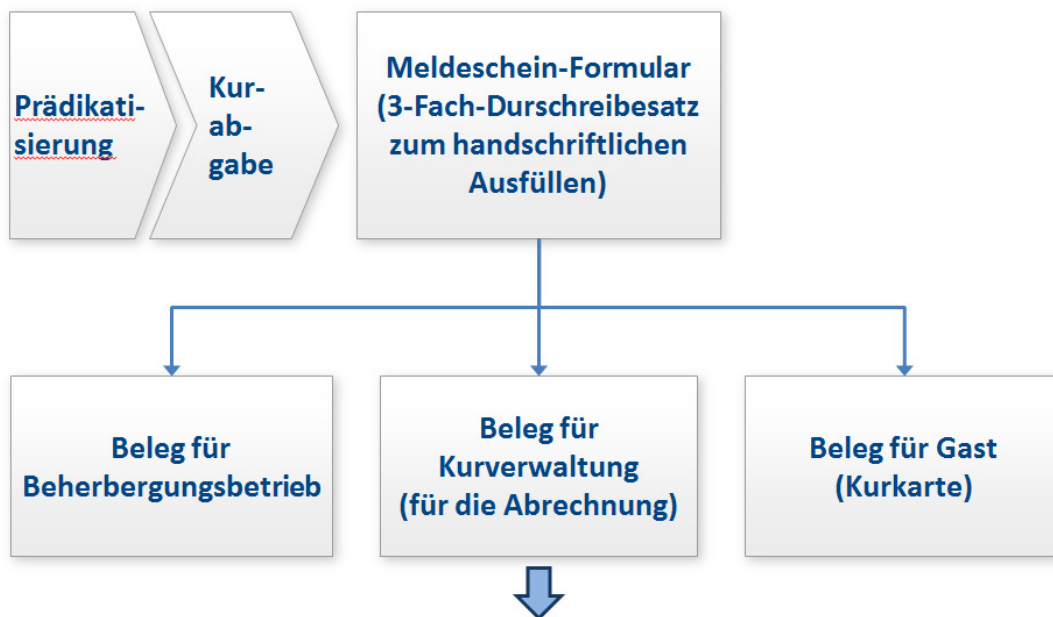 Prädikati-
sierung
Kur-
ab-
gabe
Meldeschein-Formular
(3-Fach-Durschreibesatz
zum handschriftlichen
Ausfüllen)
Beleg für
Beherbergungsbetrieb
Beleg für
Kurverwaltung
(für die Abrechnung)
Beleg für Gast
(Kurkarte)